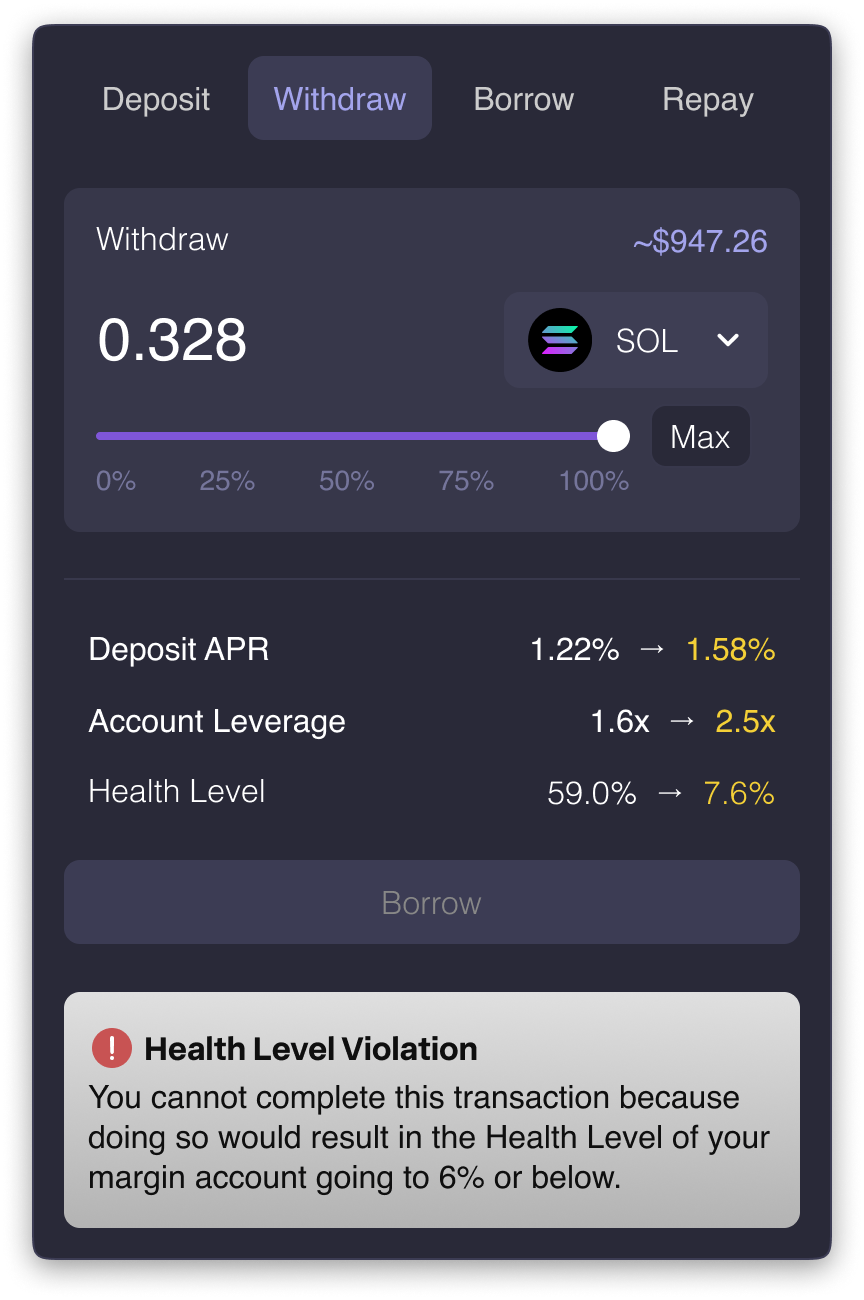 Deposit Withdraw Borrow Repay
Withdraw ~$947.26
0.328 SOL
Max
0% 25% 50% 75% 100%
Deposit APR 1.22% → 1.58%
Account Leverage 1.6x → 2.5x
Health Level 59.0% → 7.6%
Borrow
Health Level Violation
You cannot complete this transaction because
doing so would result in the Health Level of your
margin account going to 6% or below.